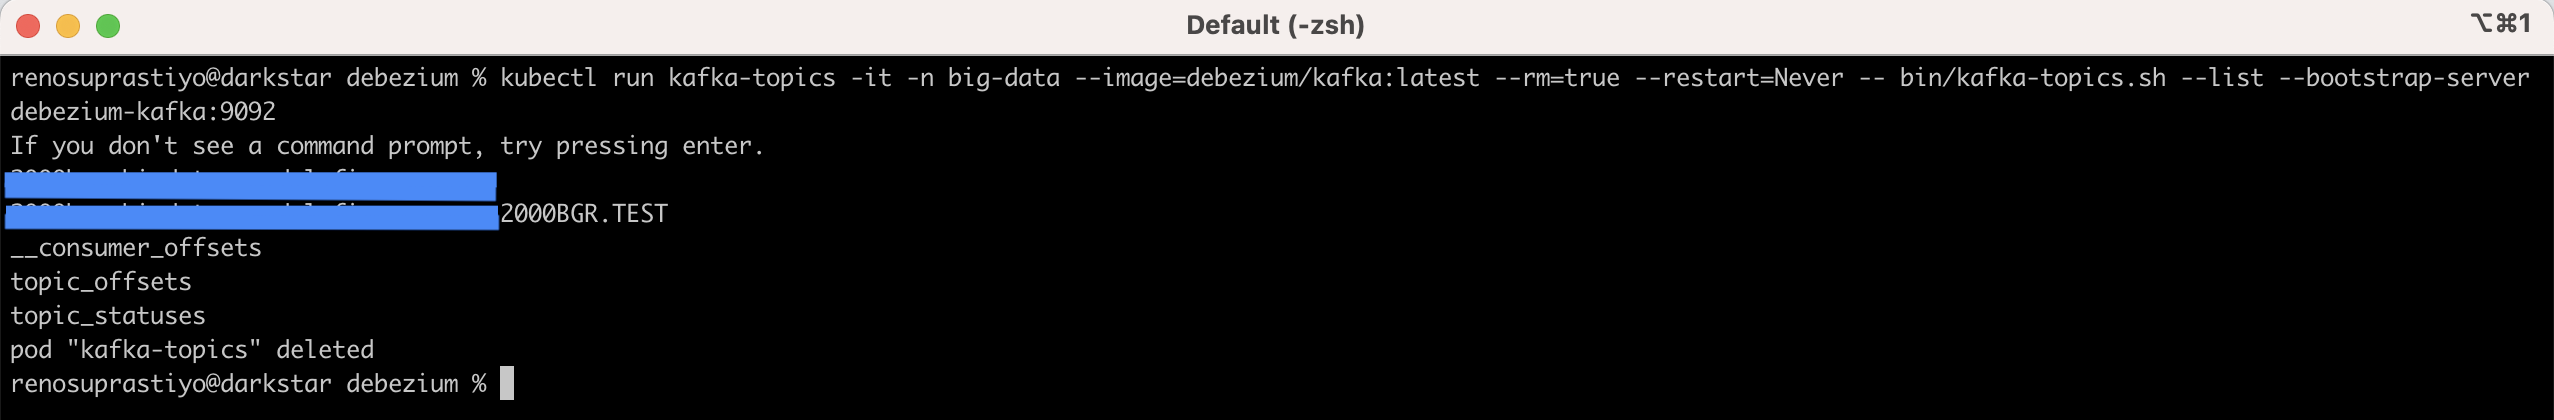 Default (-zsh)
⌥⌘1
renosuprastiyo@darkstar debezium % kubectl run kafka-topics -it -n big-data --image=debezium/kafka:latest --rm=true --restart=Never -- bin/kafka-topics.sh --list --bootstrap-server
debezium-kafka:9092
If you don't see a command prompt, try pressing enter.
2000BGR.TEST
__consumer_offsets
topic_offsets
topic_statuses
pod "kafka-topics" deleted
renosuprastiyo@darkstar debezium %